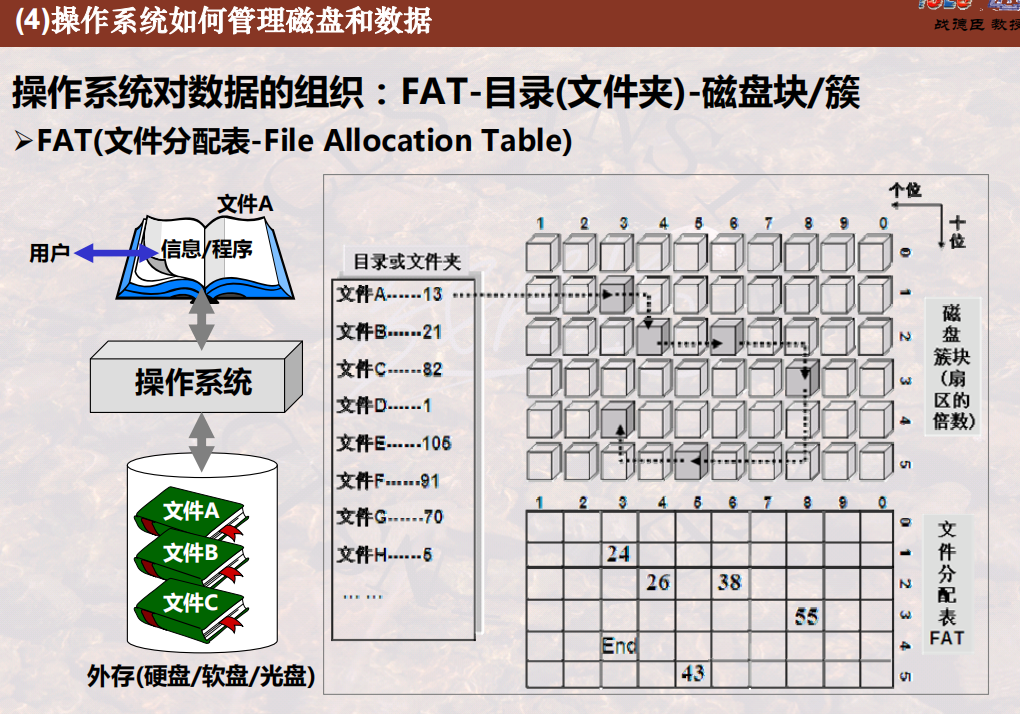 (4)操作系统如何管理磁盘和数据
战德臣 教授
操作系统对数据的组织：FAT-目录(文件夹)-磁盘块/簇
➢FAT(文件分配表-File Allocation Table)
文件A
用户
信息/程序
操作系统
文件A
文件B
文件C
外存(硬盘/软盘/光盘)
目录或文件夹
文件A------13
文件B------21
文件C------82
文件D------1
文件E------105
文件F------91
文件G------70
文件H------5
... ...
个位
十位
1 2 3 4 5 6 7 8 9 0
0
1
2
3
4
5
磁盘簇块(扇区的倍数)
1 2 3 4 5 6 7 8 9 0
0
24 1
26 38 2
55 3
End 4
43 5
文件分配表FAT